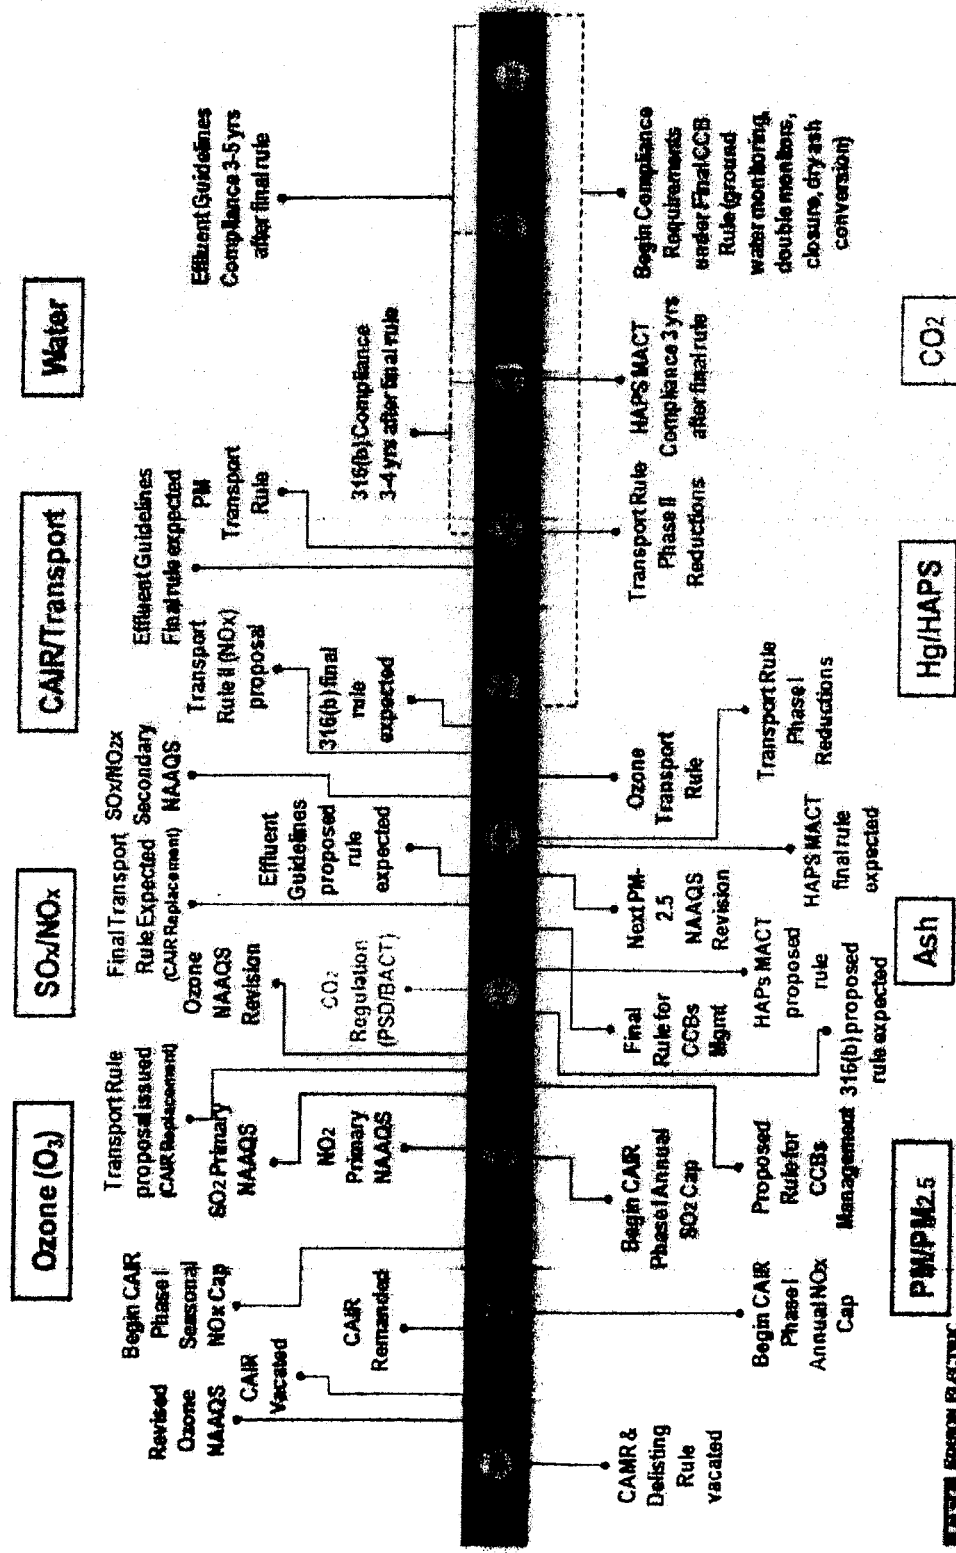 Ozone (O3)
SOx/NOx
CAIR/Transport
Water
Revised
Ozone
NAAQS
CAIR
Vacated
Begin CAIR
Phase I
Seasonal
NOx Cap
CAIR
Remanded
Transport Rule
proposal issued
(CAIR Replacement)
SO2 Primary
NAAQS
NO2
Primary
NAAQS
Ozone
NAAQS
Revision
CO2
Regulation
(PSD/BACT)
Final Transport
Rule Expected
(CAIR Replacement)
Effluent
Guidelines
proposed
rule
expected
SOx/NO2x
Secondary
NAAQS
Transport
Rule II (NOx)
proposal
316(b) final
rule
expected
Effluent Guidelines
Final rule expected
PM
Transport
Rule
316(b) Compliance
3-4 yrs after final rule
Effluent Guidelines
Compliance 3-5 yrs
after final rule
CAMR &
Delisting
Rule
vacated
Begin CAIR
Phase I
Annual NOx
Cap
Begin CAIR
Phase I Annual
SO2 Cap
Proposed
Rule for
CCBs
Management
316(b) proposed
rule expected
Final
Rule for
CCBs
Mgmt
HAPs MACT
proposed
rule
Next PM-
2.5
NAAQS
Revision
HAPS MACT
final rule
expected
Ozone
Transport
Rule
Transport Rule
Phase I
Reductions
Transport Rule
Phase II
Reductions
HAPS MACT
Compliance 3 yrs
after final rule
Begin Compliance
Requirements
under Final CCB
Rule (ground
water monitoring,
double monitors,
closure, dry ash
conversion)
PM/PM2.5
Ash
Hg/HAPS
CO2
EDISON ELECTRIC